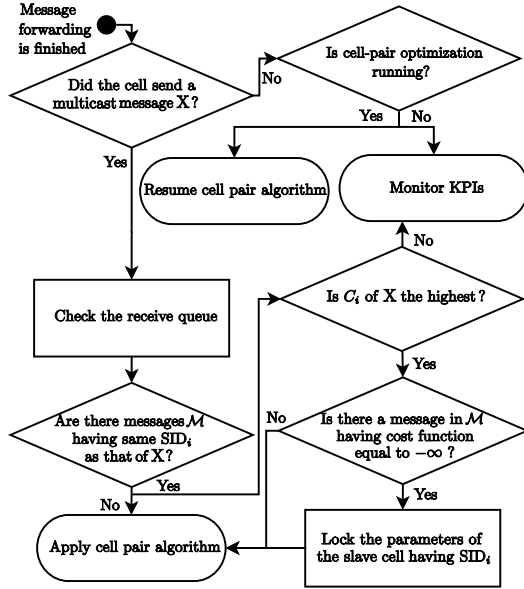 Message
forwarding
is finished
Did the cell send a
multicast message X?
No
Is cell-pair optimization
running?
Yes
No
Yes
Resume cell pair algorithm
Monitor KPIs
No
Check the receive queue
Is Cᵢ of X the highest?
Yes
Are there messages ℳ
having same SIDᵢ
as that of X?
No
Is there a message in ℳ
having cost function
equal to −∞ ?
Yes
No
Yes
Apply cell pair algorithm
Lock the parameters of
the slave cell having SIDᵢ